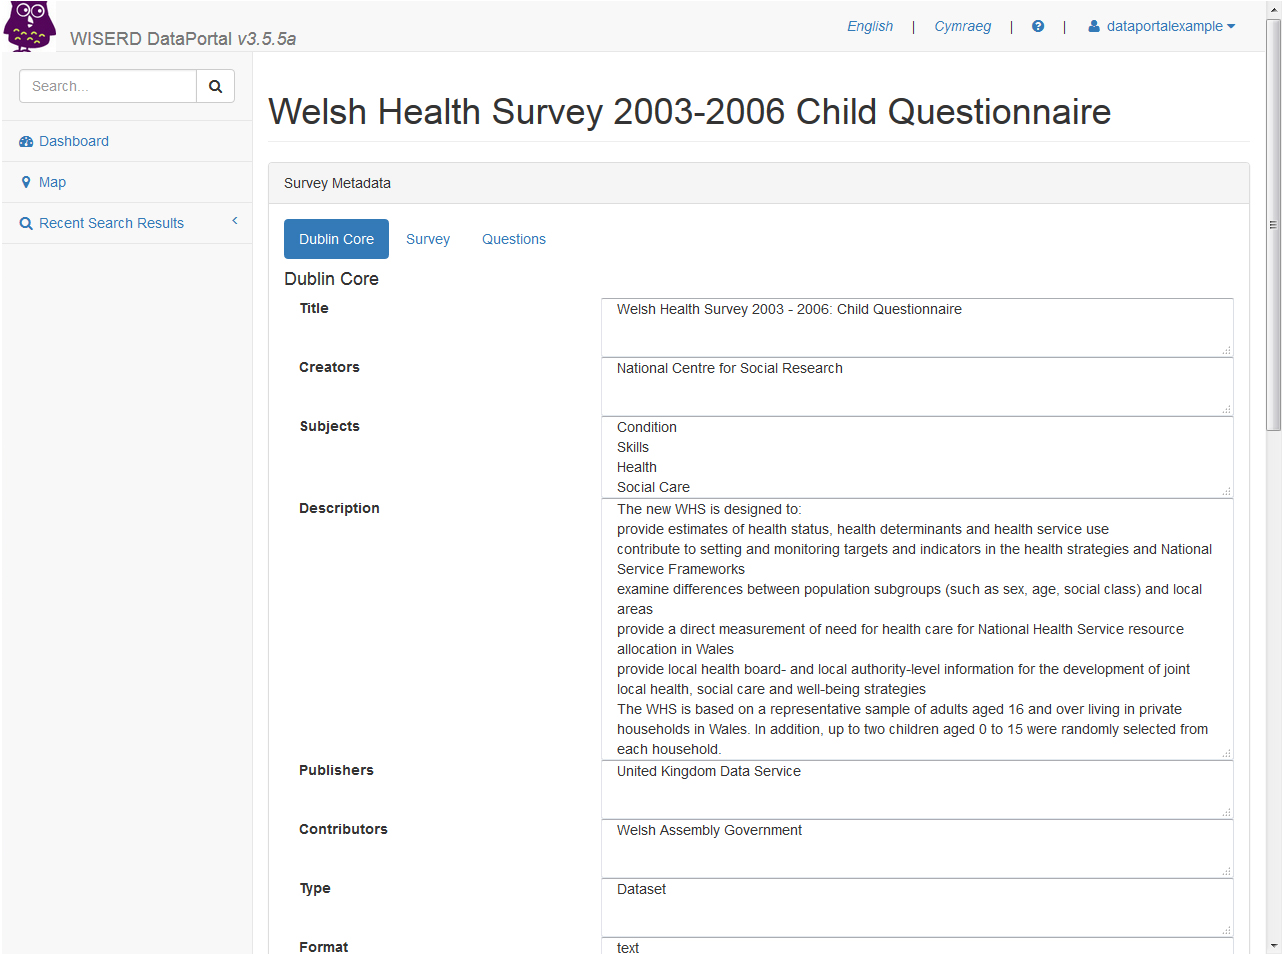 WISERD DataPortal v3.5.5a
English | Cymraeg | ? | dataportalexample
Search...
Dashboard
Map
Recent Search Results
Welsh Health Survey 2003-2006 Child Questionnaire
Survey Metadata
Dublin Core Survey Questions
Dublin Core
Title
Welsh Health Survey 2003 - 2006: Child Questionnaire
Creators
National Centre for Social Research
Subjects
Condition
Skills
Health
Social Care
Description
The new WHS is designed to:
provide estimates of health status, health determinants and health service use
contribute to setting and monitoring targets and indicators in the health strategies and National
Service Frameworks
examine differences between population subgroups (such as sex, age, social class) and local
areas
provide a direct measurement of need for health care for National Health Service resource
allocation in Wales
provide local health board- and local authority-level information for the development of joint
local health, social care and well-being strategies
The WHS is based on a representative sample of adults aged 16 and over living in private
households in Wales. In addition, up to two children aged 0 to 15 were randomly selected from
each household.
Publishers
United Kingdom Data Service
Contributors
Welsh Assembly Government
Type
Dataset
Format
text